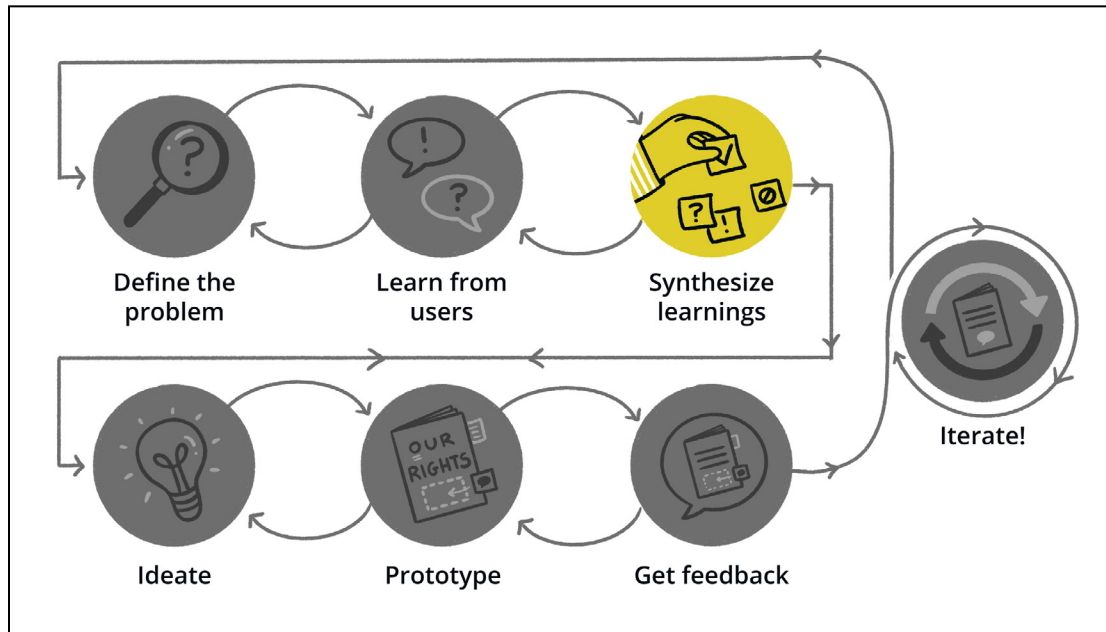 ?
!
?
✓
?
!
Define the
problem
Learn from
users
Synthesize
learnings
OUR
RIGHTS
Iterate!
Ideate
Prototype
Get feedback